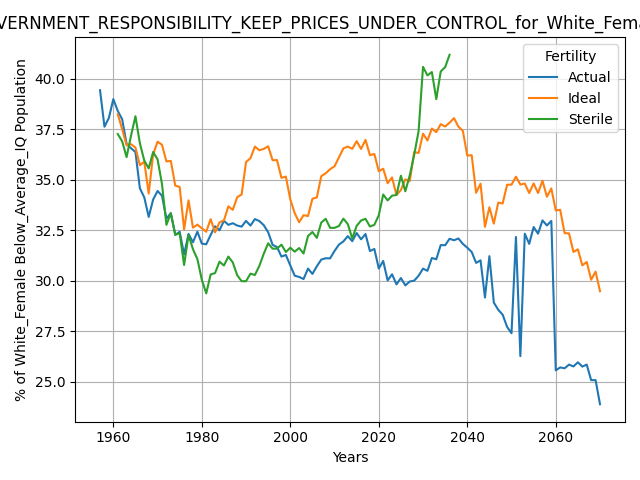 VERNMENT_RESPONSIBILITY_KEEP_PRICES_UNDER_CONTROL_for_White_Fema
% of White_Female Below_Average_IQ Population
40.0
37.5
35.0
32.5
30.0
27.5
25.0
Fertility
Actual
Ideal
Sterile
1960 1980 2000 2020 2040 2060
Years